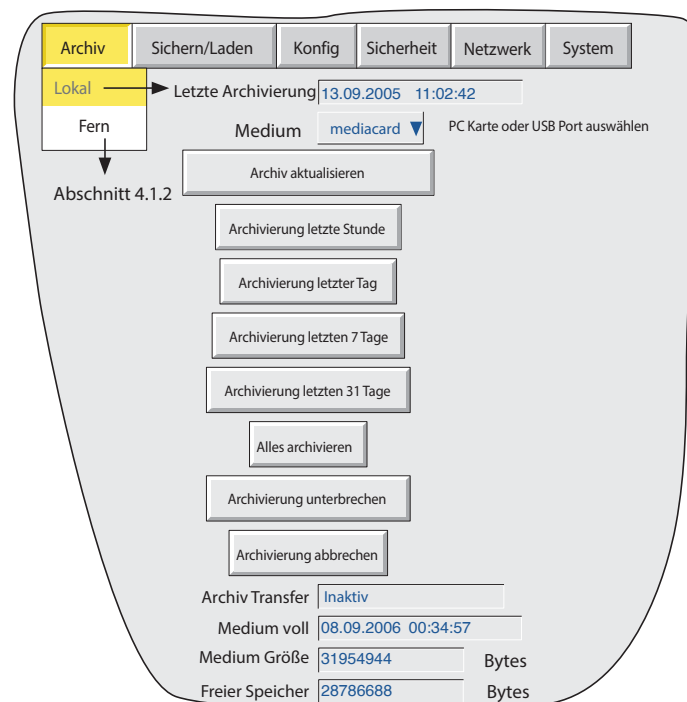 Archiv Sichern/Laden Konfig Sicherheit Netzwerk System
Lokal
Fern
Abschnitt 4.1.2
Letzte Archivierung 13.09.2005 11:02:42
Medium mediacard PC Karte oder USB Port auswählen
Archiv aktualisieren
Archivierung letzte Stunde
Archivierung letzter Tag
Archivierung letzten 7 Tage
Archivierung letzten 31 Tage
Alles archivieren
Archivierung unterbrechen
Archivierung abbrechen
Archiv Transfer Inaktiv
Medium voll 08.09.2006 00:34:57
Medium Größe 31954944 Bytes
Freier Speicher 28786688 Bytes